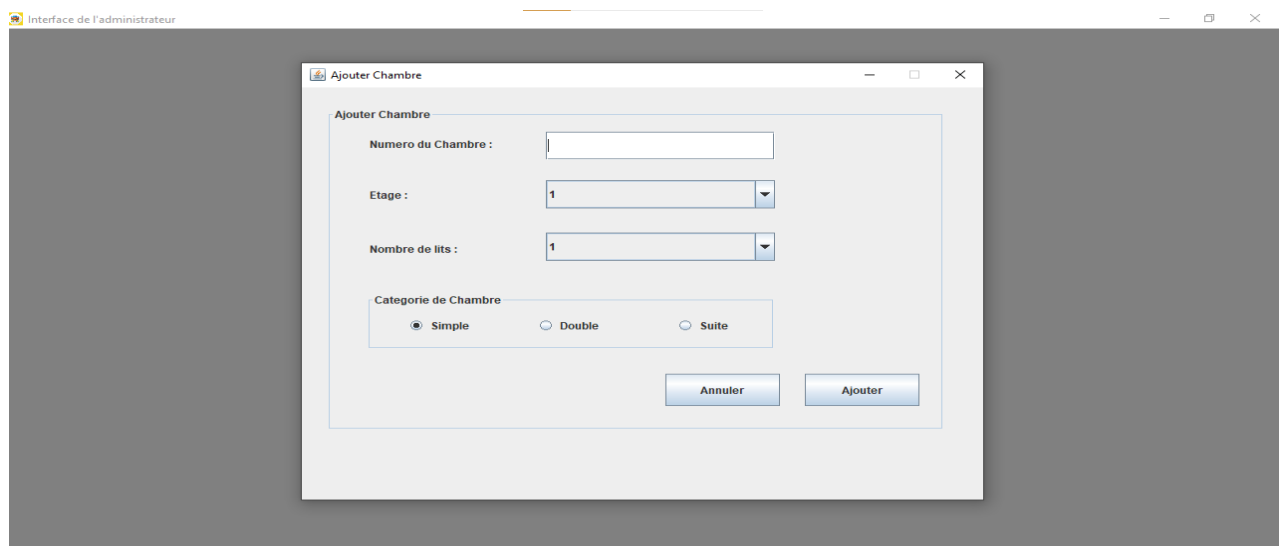 Interface de l'administrateur
Ajouter Chambre
Ajouter Chambre
Numero du Chambre :
Etage :
1
Nombre de lits :
1
Categorie de Chambre
Simple
Double
Suite
Annuler
Ajouter